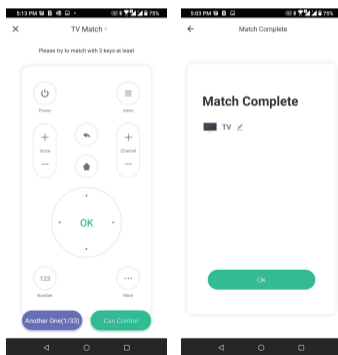 5:13 PM
75%
TV Match
Please try to match with 3 keys at least
Power
menu
+
+
Voice
Channel
—
—
OK
123
...
Number
More
Another One(1/33)
Can Control
5:03 PM
75%
Match Complete
Match Complete
TV
OK